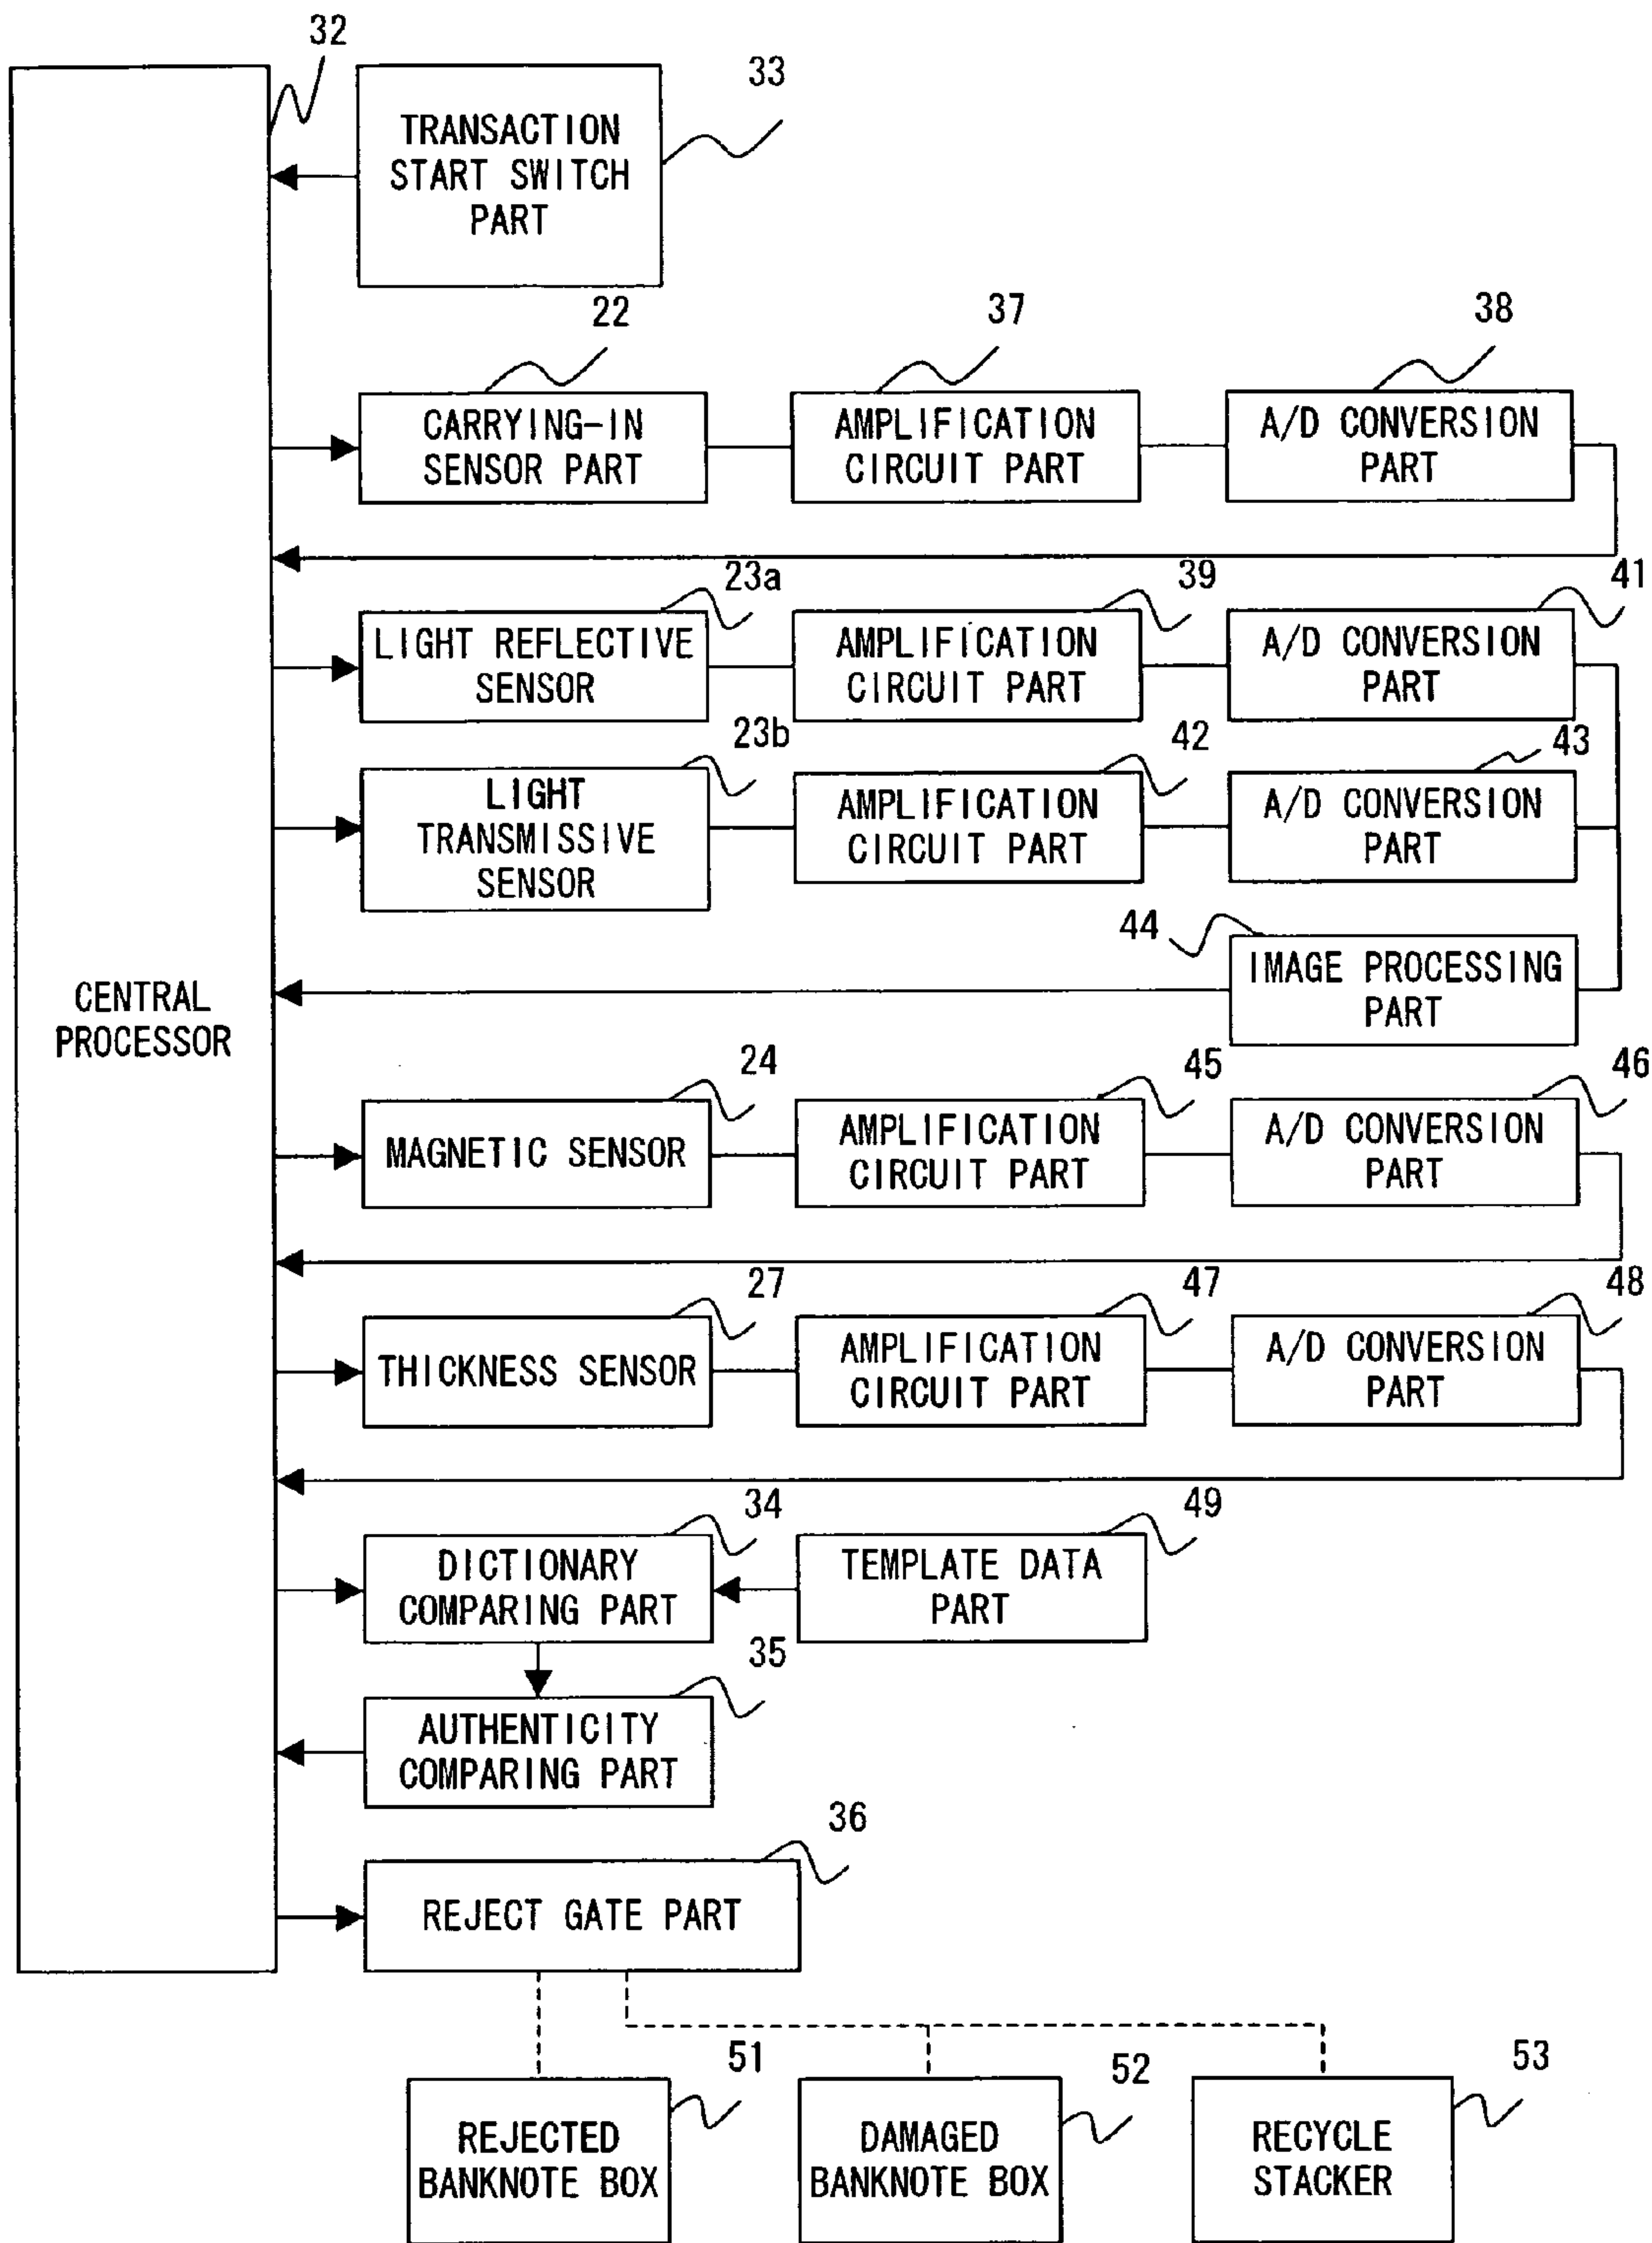 32
33
TRANSACTION
START SWITCH
PART
22
37
38
CARRYING-IN
SENSOR PART
AMPLIFICATION
CIRCUIT PART
A/D CONVERSION
PART
23a
39
41
LIGHT REFLECTIVE
SENSOR
AMPLIFICATION
CIRCUIT PART
A/D CONVERSION
PART
23b
42
43
LIGHT
TRANSMISSIVE
SENSOR
AMPLIFICATION
CIRCUIT PART
A/D CONVERSION
PART
44
IMAGE PROCESSING
PART
CENTRAL
PROCESSOR
24
45
46
MAGNETIC SENSOR
AMPLIFICATION
CIRCUIT PART
A/D CONVERSION
PART
27
47
48
THICKNESS SENSOR
AMPLIFICATION
CIRCUIT PART
A/D CONVERSION
PART
34
49
DICTIONARY
COMPARING PART
TEMPLATE DATA
PART
35
AUTHENTICITY
COMPARING PART
36
REJECT GATE PART
51
52
53
REJECTED
BANKNOTE BOX
DAMAGED
BANKNOTE BOX
RECYCLE
STACKER